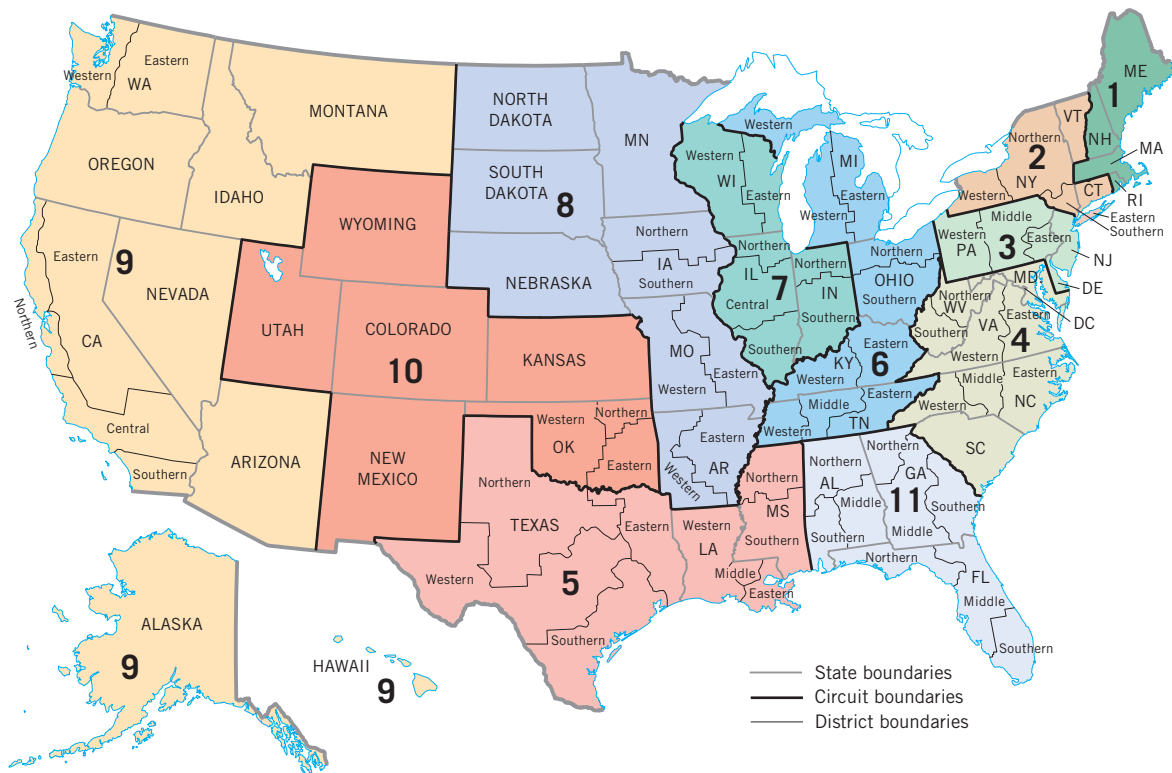 Western
Eastern
WA
OREGON
IDAHO
MONTANA
WYOMING
9
Eastern
NEVADA
Northern
CA
Central
Southern
UTAH
COLORADO
10
ARIZONA
NEW
MEXICO
NORTH
DAKOTA
SOUTH
DAKOTA
8
NEBRASKA
KANSAS
MN
Northern
IA
Southern
MO
Western
Eastern
Eastern
Western
AR
Western
Northern
OK
Eastern
Northern
TEXAS
Eastern
Western
5
Southern
Western
LA
Middle
Eastern
Northern
MS
Southern
Western
WI
Eastern
Western
MI
Western
Eastern
Northern
IL
Central
Southern
7
Northern
IN
Southern
Northern
OHIO
Southern
Eastern
KY
Western
6
Western
Middle
Eastern
TN
Northern
AL
Middle
Southern
Northern
GA
11
Southern
Middle
Northern
FL
Middle
Southern
ME
1
NH
VT
MA
RI
Northern
2
NY
Western
CT
Eastern
Southern
Middle
Western
PA
3
Eastern
NJ
DE
MD
DC
Northern
WV
Southern
VA
Eastern
4
Western
Western
Middle
Eastern
NC
SC
ALASKA
9
HAWAII
9
State boundaries
Circuit boundaries
District boundaries